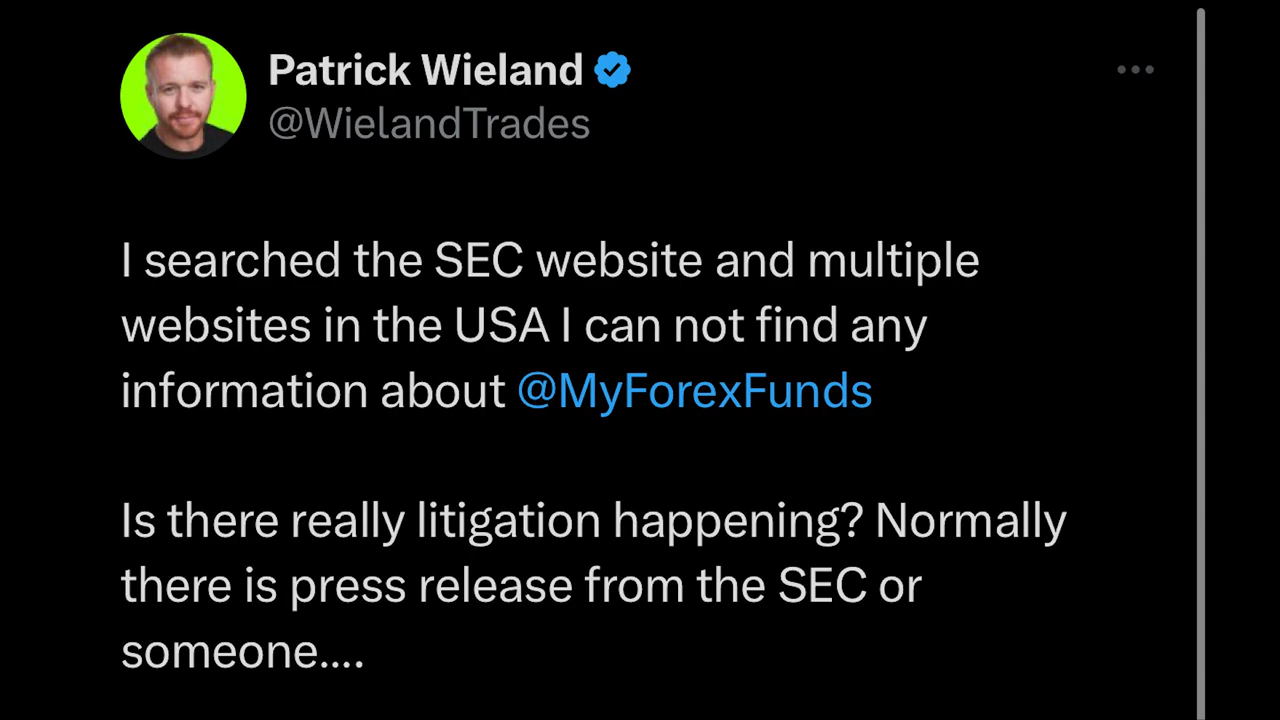 Patrick Wieland
@WielandTrades
I searched the SEC website and multiple
websites in the USA I can not find any
information about @MyForexFunds
Is there really litigation happening? Normally
there is press release from the SEC or
someone....